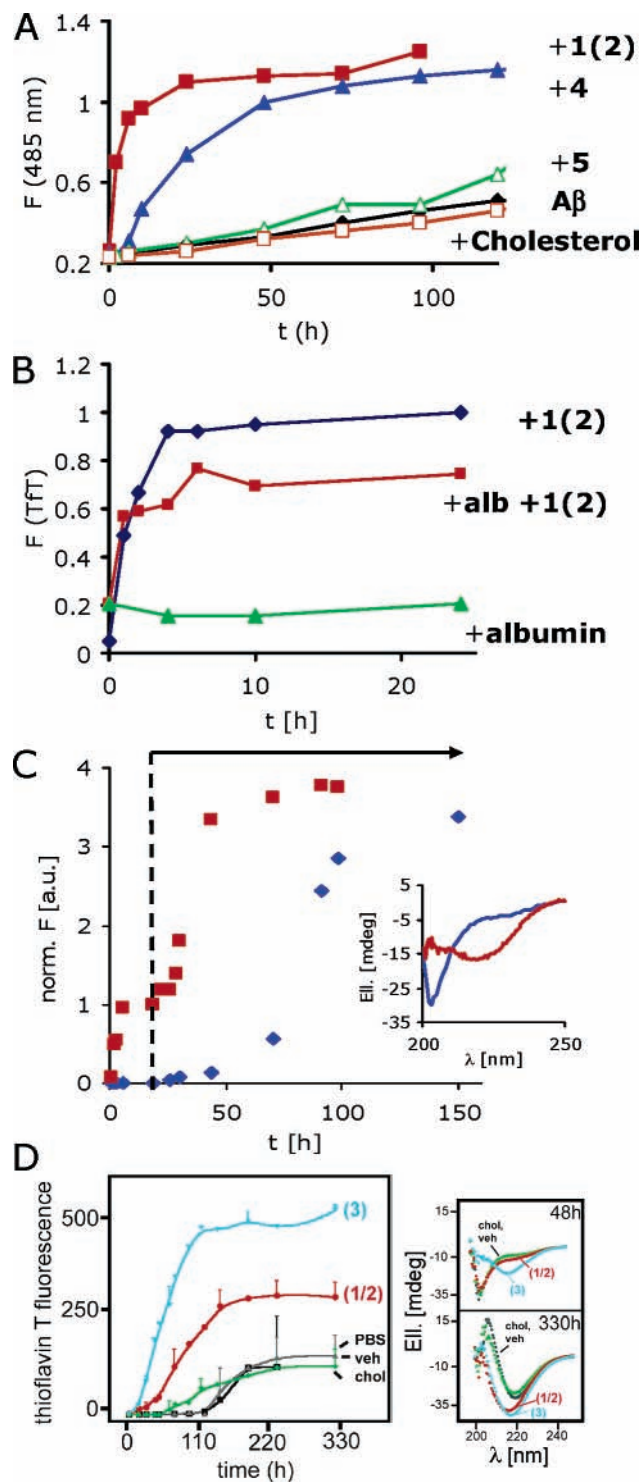 A
1.4
+1(2)
+4
1
F (485 nm)
+5
0.6
Aβ
+Cholesterol
0.2
0 50 100
t (h)
B
1.2
1
+1(2)
0.8
F (TfT)
+alb +1(2)
0.6
0.4
0.2
+albumin
0
0 10 20
t [h]
C
4
3
norm. F [a.u.]
2
1
0
0 50 100 150
t [h]
5
-5
-15
-25
-35
Ell. [mdeg]
200 250
λ [nm]
D
thioflavin T fluorescence
500
250
0
(3)
(1/2)
PBS
veh
chol
0 110 220 330
time (h)
48h
15
-10
-35
chol,
veh
(1/2)
(3)
Ell. [mdeg]
330h
15
-10
-35
chol,
veh
(1/2)
(3)
200 220 240
λ [nm]